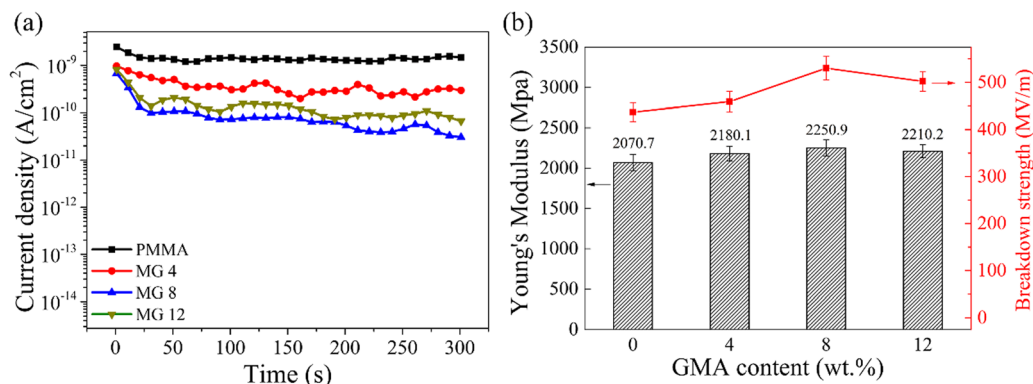 (a)
Current density (A/cm²)
10⁻⁹
10⁻¹⁰
10⁻¹¹
10⁻¹²
10⁻¹³
10⁻¹⁴
PMMA
MG 4
MG 8
MG 12
0 50 100 150 200 250 300
Time (s)
(b)
Young's Modulus (Mpa)
3500
3000
2500
2000
1500
1000
500
0
2070.7 2180.1 2250.9 2210.2
0 4 8 12
GMA content (wt.%)
500
450
300
200
100
0
Breakdown strength (MV/m)